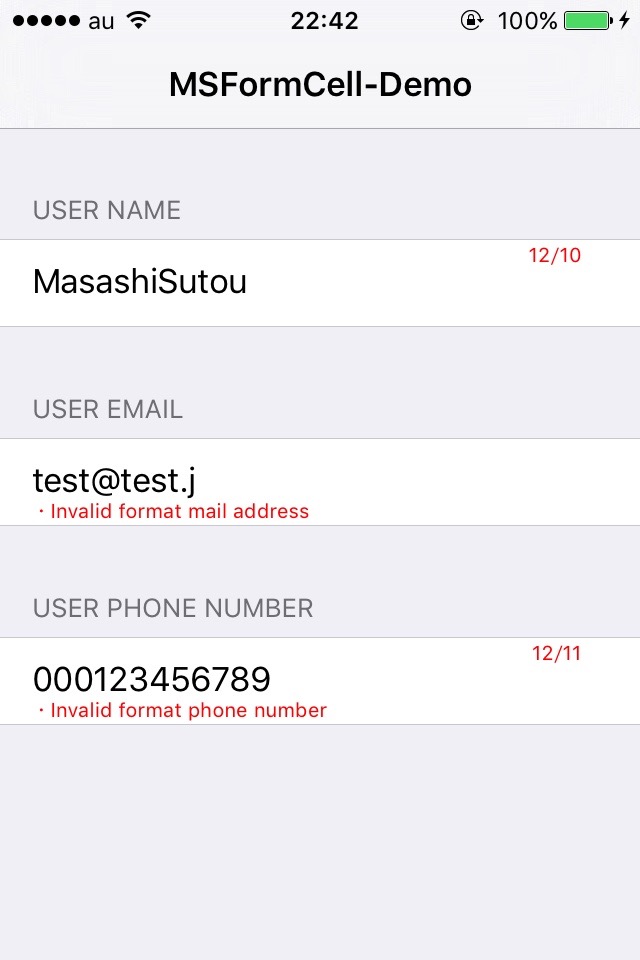 au 22:42 100%
MSFormCell-Demo
USER NAME
12/10
MasashiSutou
USER EMAIL
test@test.j
・Invalid format mail address
USER PHONE NUMBER
12/11
000123456789
・Invalid format phone number